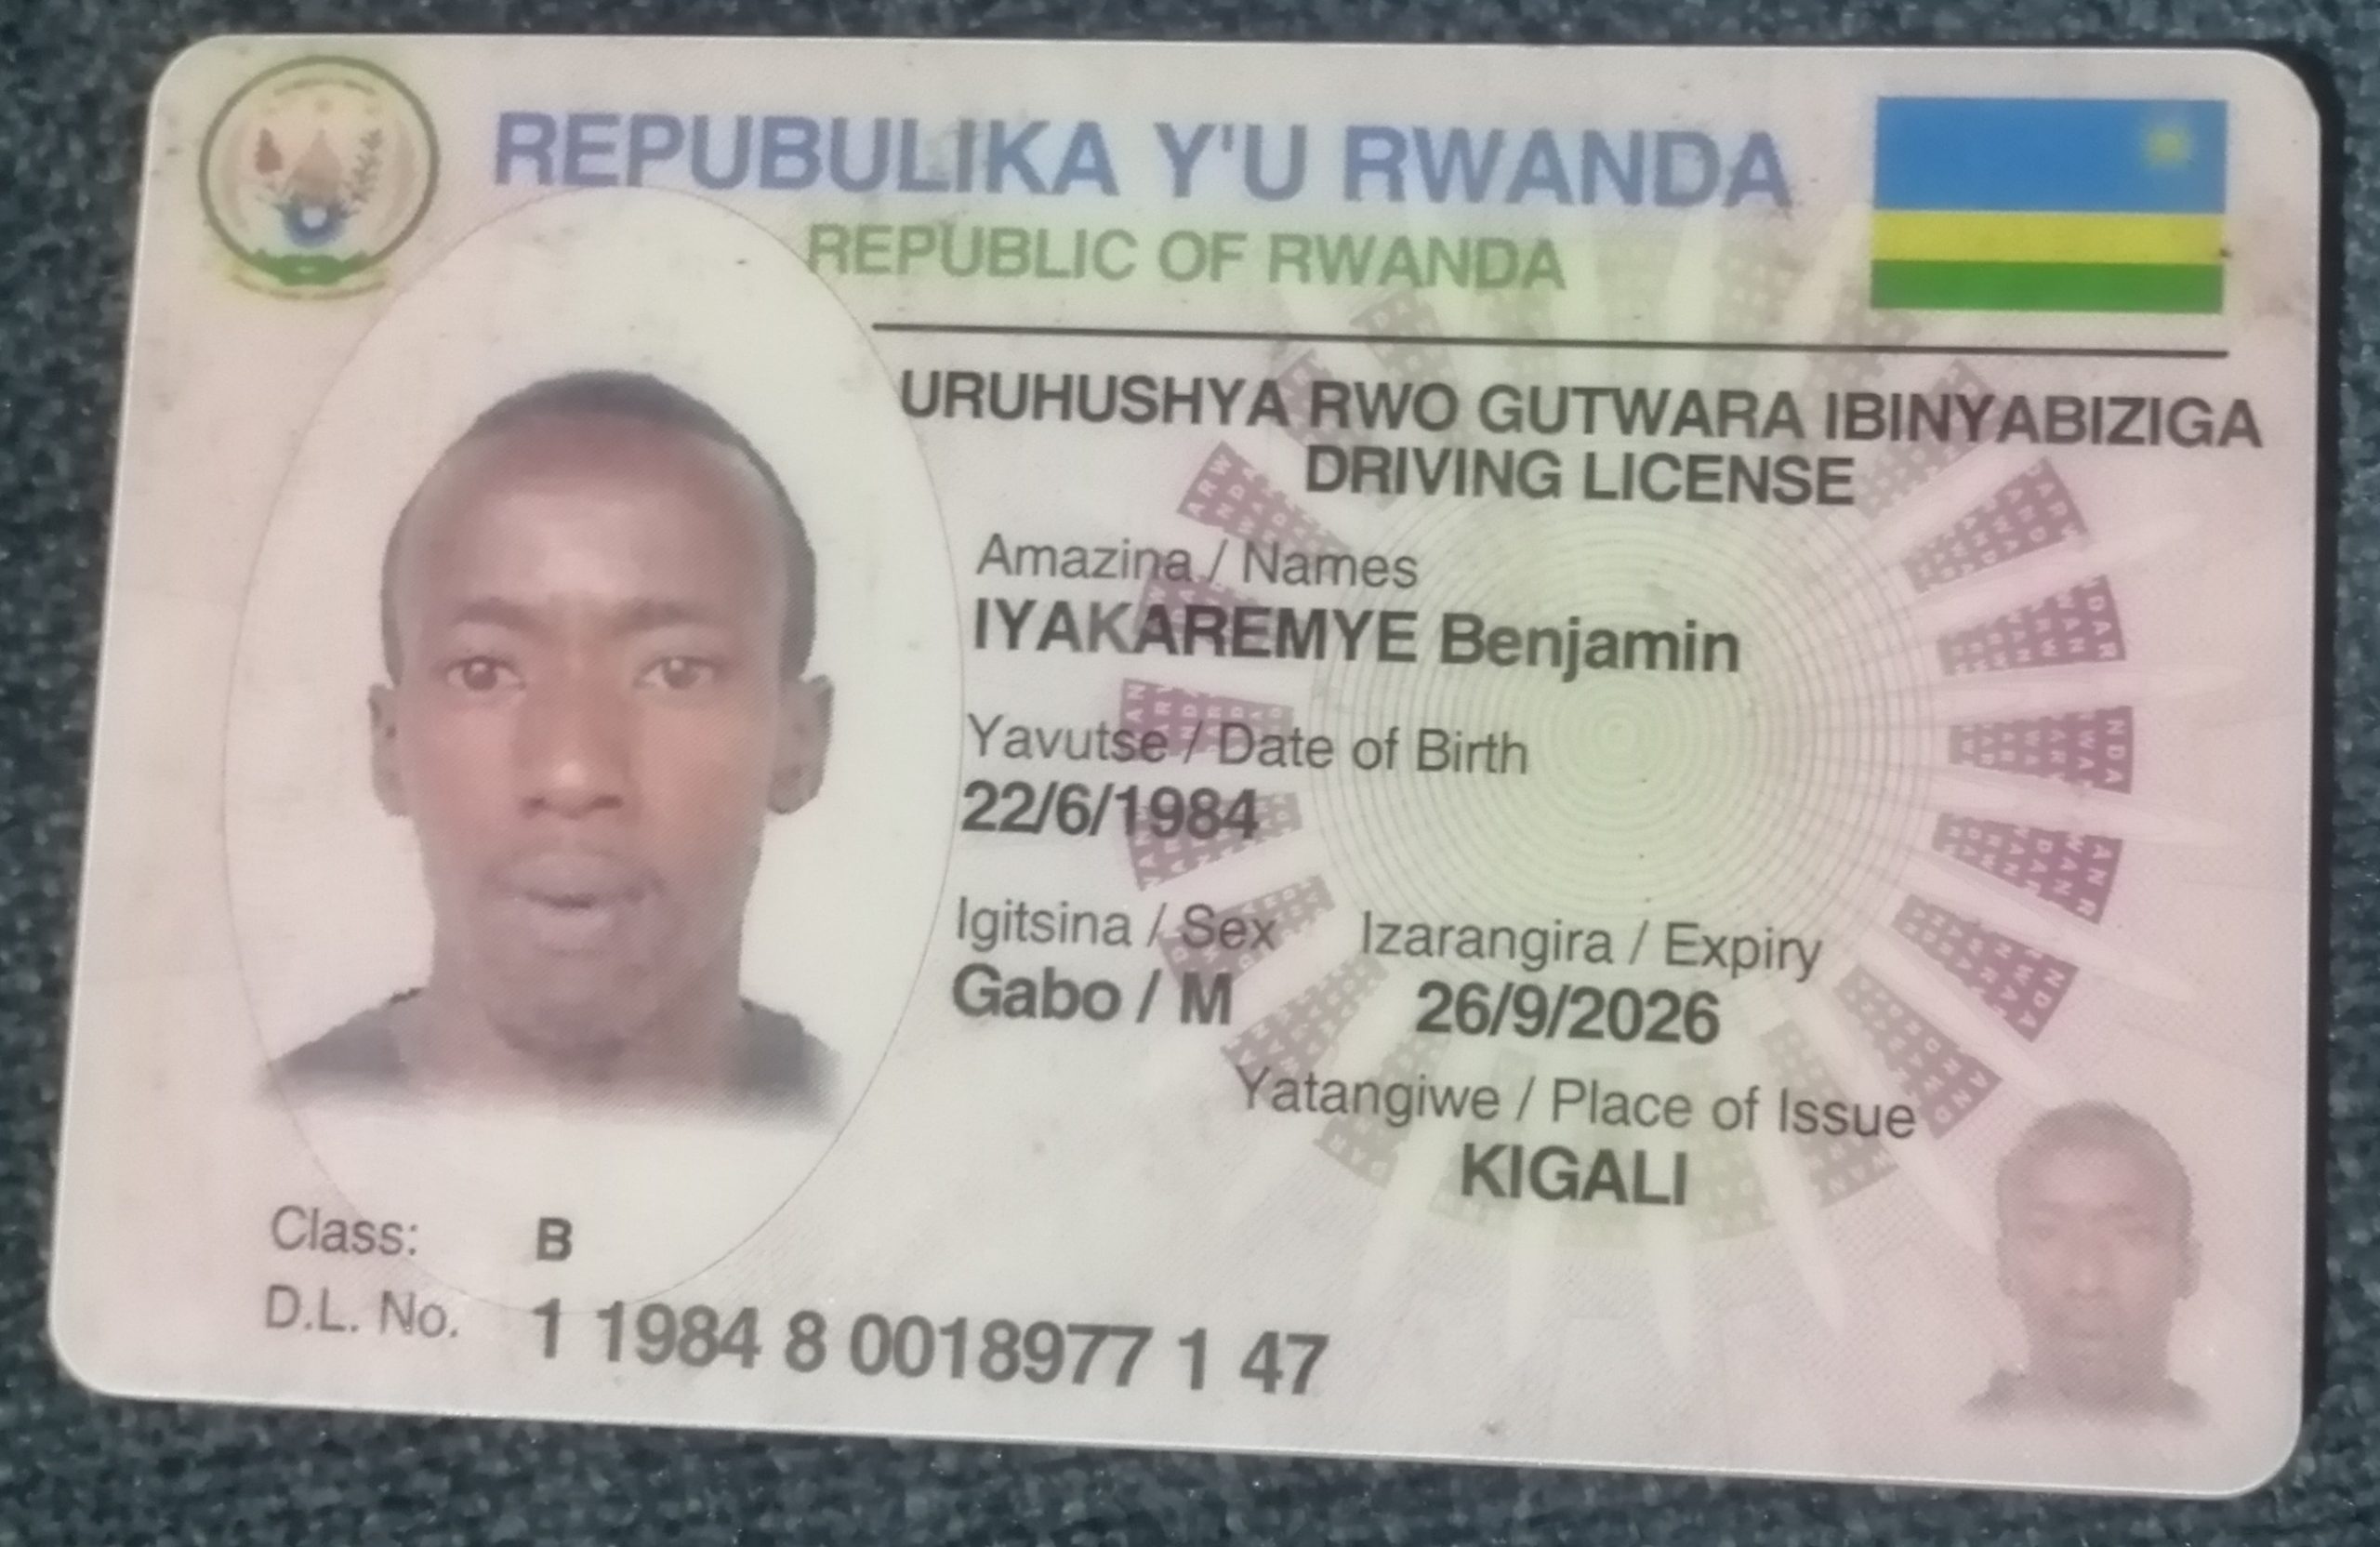 REPUBULIKA Y'U RWANDA
REPUBLIC OF RWANDA
URUHUSHYA RWO GUTWARA IBINYABIZIGA
DRIVING LICENSE
Amazina / Names
IYAKAREMYE Benjamin
Yavutse / Date of Birth
22/6/1984
Igitsina / Sex Izarangira / Expiry
Gabo / M 26/9/2026
Yatangiwe / Place of Issue
KIGALI
Class: B
D.L. No. 1 1984 8 0018977 1 47